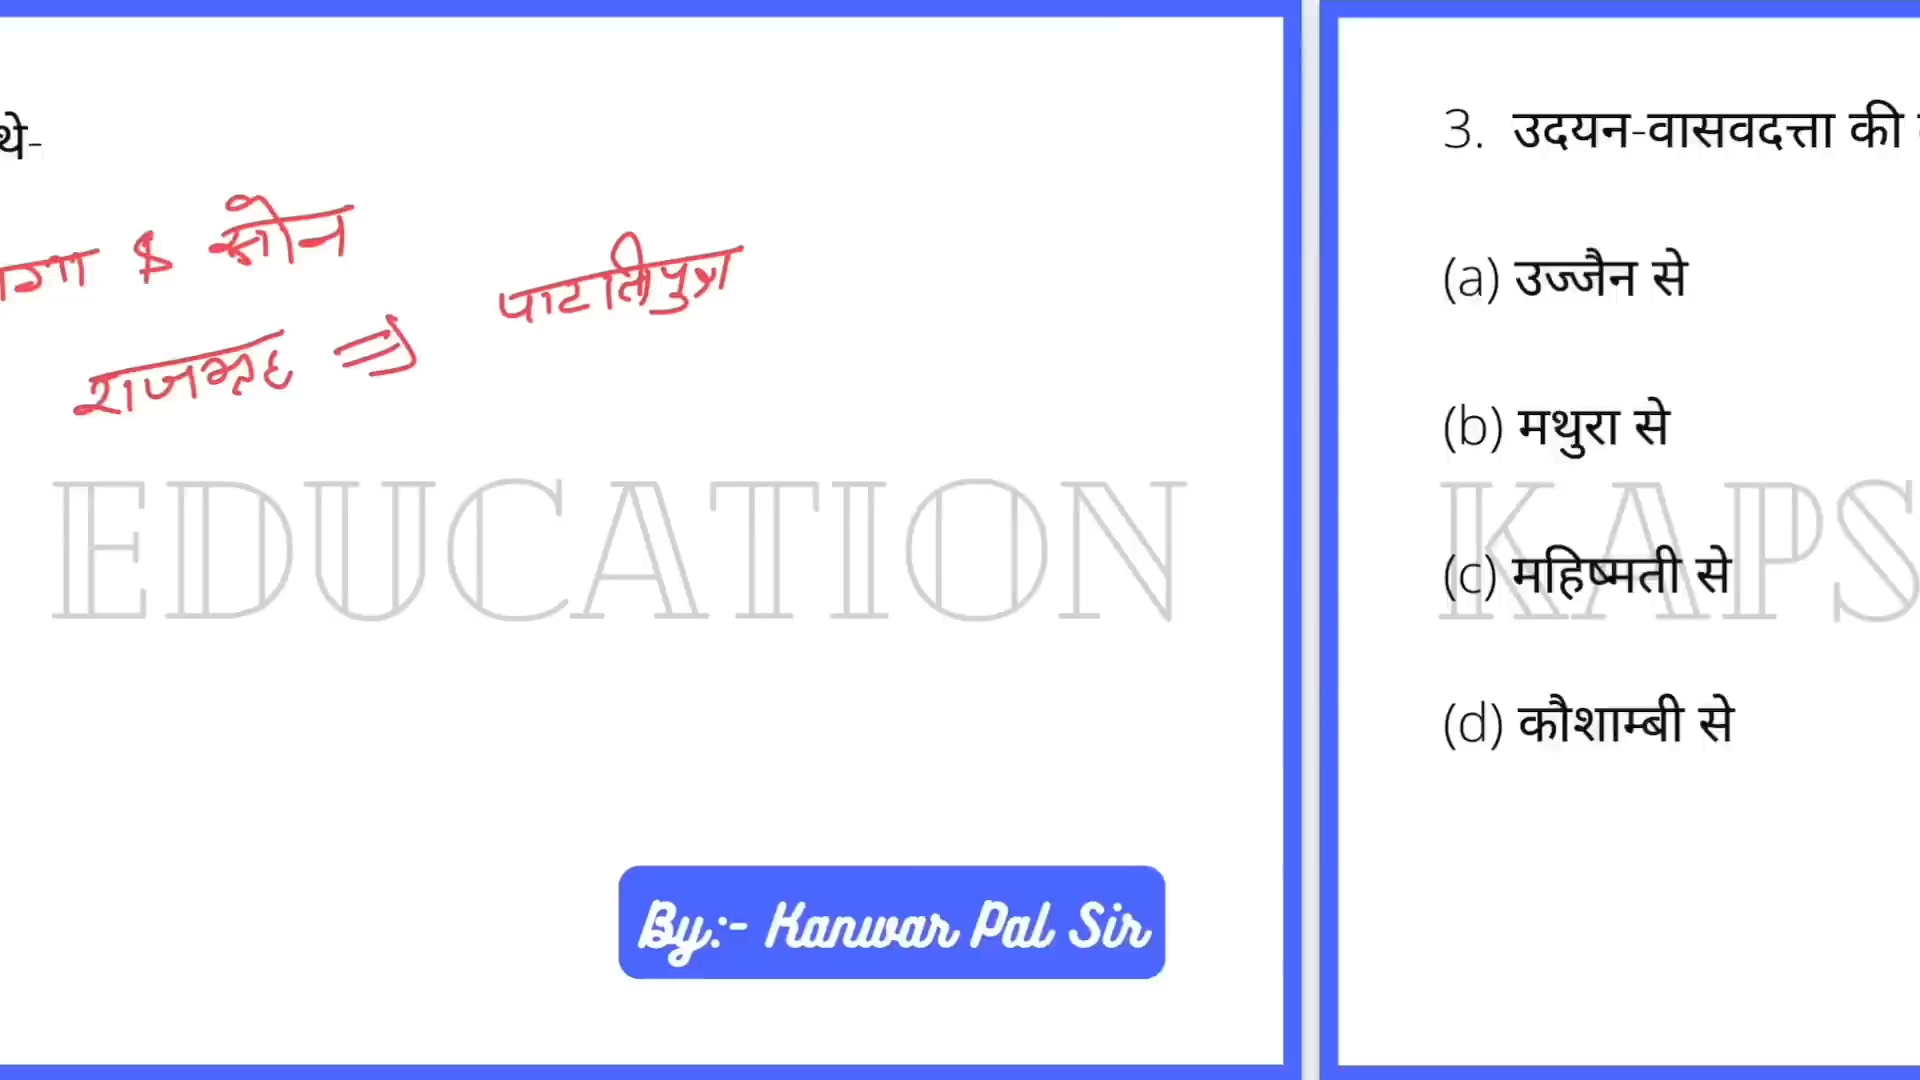 थे-
& सोन
पाटलिपुत्र
राजगृह ⇒
EDUCATION
By:- Kanwar Pal Sir
3. उदयन-वासवदत्ता की
(a) उज्जैन से
(b) मथुरा से
KAPS
(c) महिष्मती से
(d) कौशाम्बी से